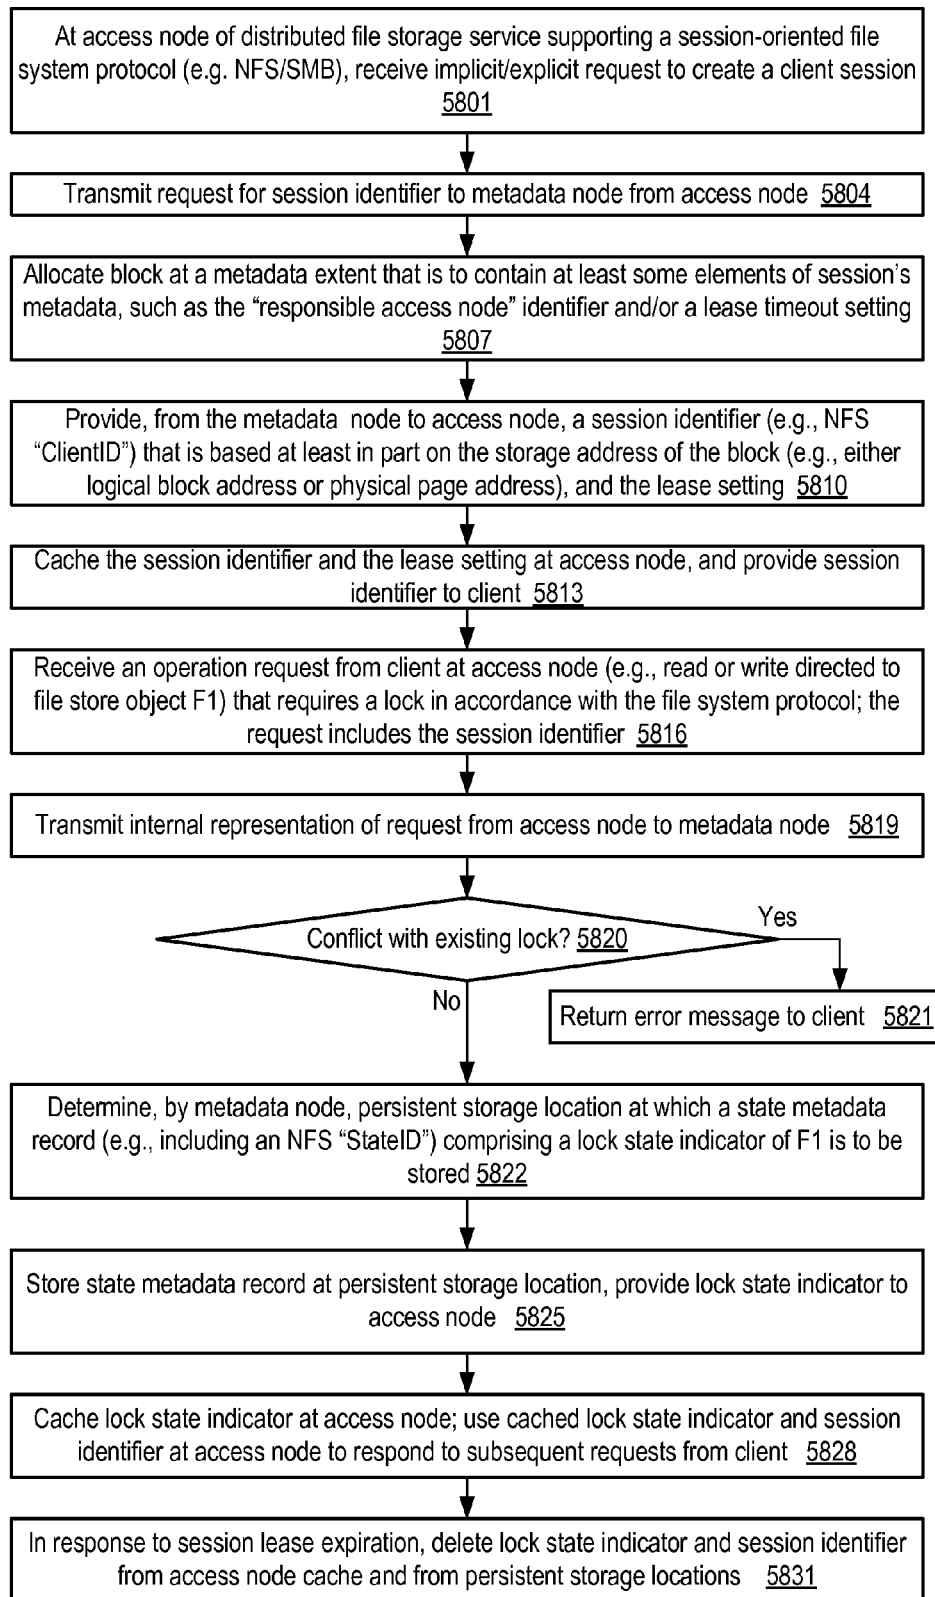 At access node of distributed file storage service supporting a session-oriented file
system protocol (e.g. NFS/SMB), receive implicit/explicit request to create a client session
5801
Transmit request for session identifier to metadata node from access node 5804
Allocate block at a metadata extent that is to contain at least some elements of session's
metadata, such as the “responsible access node” identifier and/or a lease timeout setting
5807
Provide, from the metadata node to access node, a session identifier (e.g., NFS
“ClientID”) that is based at least in part on the storage address of the block (e.g., either
logical block address or physical page address), and the lease setting 5810
Cache the session identifier and the lease setting at access node, and provide session
identifier to client 5813
Receive an operation request from client at access node (e.g., read or write directed to
file store object F1) that requires a lock in accordance with the file system protocol; the
request includes the session identifier 5816
Transmit internal representation of request from access node to metadata node 5819
Conflict with existing lock? 5820
Yes
No
Return error message to client 5821
Determine, by metadata node, persistent storage location at which a state metadata
record (e.g., including an NFS “StateID”) comprising a lock state indicator of F1 is to be
stored 5822
Store state metadata record at persistent storage location, provide lock state indicator to
access node 5825
Cache lock state indicator at access node; use cached lock state indicator and session
identifier at access node to respond to subsequent requests from client 5828
In response to session lease expiration, delete lock state indicator and session identifier
from access node cache and from persistent storage locations 5831